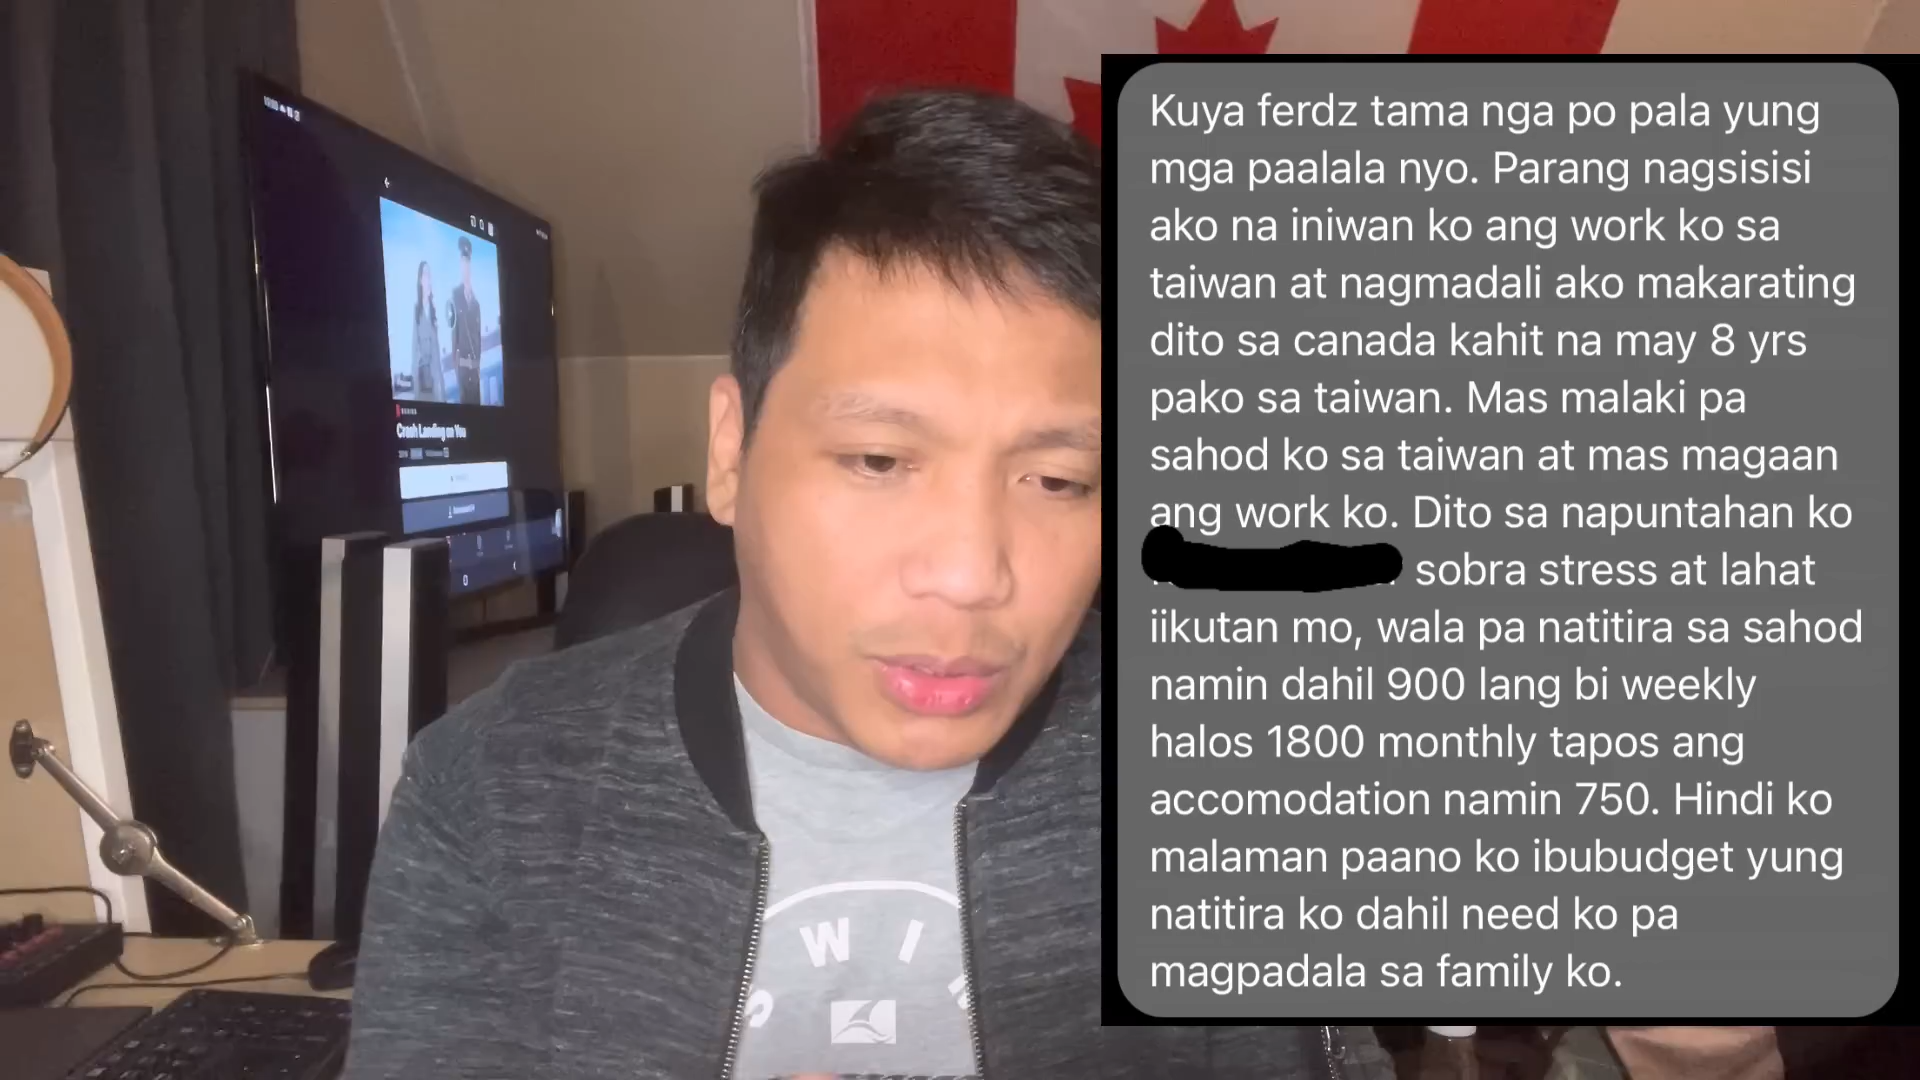 Kuya ferdz tama nga po pala yung
mga paalala nyo. Parang nagsisisi
ako na iniwan ko ang work ko sa
taiwan at nagmadali ako makarating
dito sa canada kahit na may 8 yrs
pako sa taiwan. Mas malaki pa
sahod ko sa taiwan at mas magaan
ang work ko. Dito sa napuntahan ko
sobra stress at lahat
iikutan mo, wala pa natitira sa sahod
namin dahil 900 lang bi weekly
halos 1800 monthly tapos ang
accomodation namin 750. Hindi ko
malaman paano ko ibubudget yung
natitira ko dahil need ko pa
magpadala sa family ko.
Crash Landing on You
W I